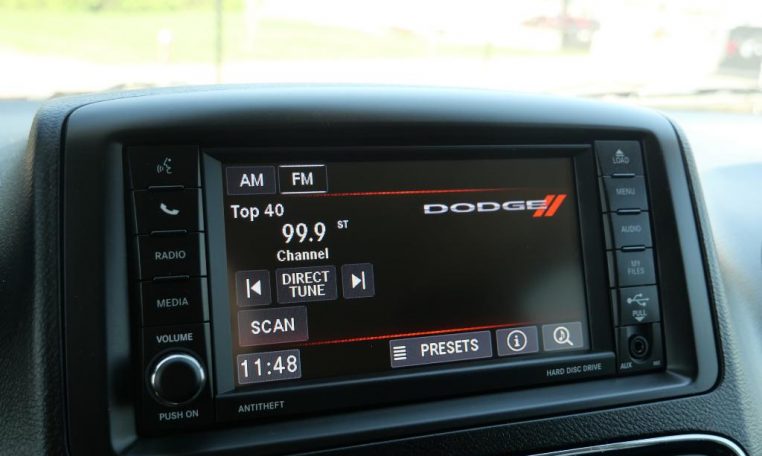 AM FM
Top 40
99.9 ST
Channel
DIRECT
TUNE
SCAN
11:48
PRESETS
DODGE
RADIO
MEDIA
VOLUME
PUSH ON
ANTITHEFT
LOAD
MENU
AUDIO
MY
FILES
PULL
AUX
HARD DISC DRIVE